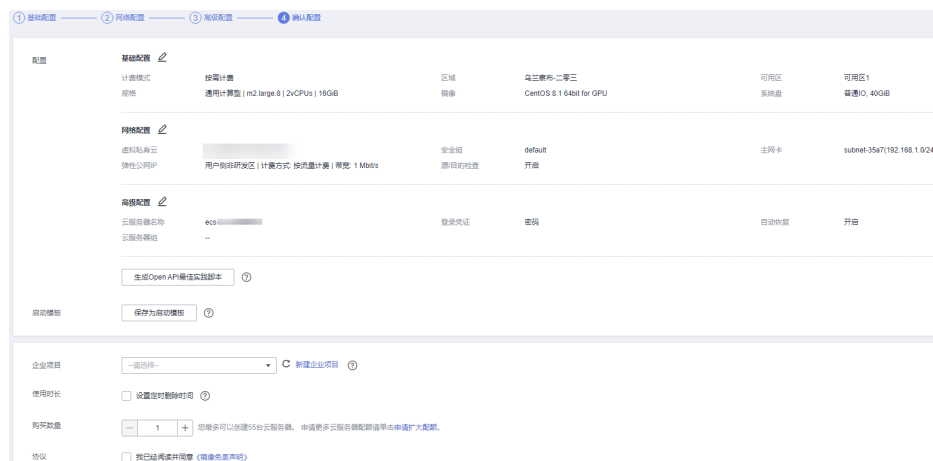 1 基础配置 2 网络配置 3 高级配置 4 确认配置
配置 基础配置
计费模式 按需计费 区域 乌兰察布-二零三 可用区 可用区1
规格 通用计算型 | m2.large.8 | 2vCPUs | 16GiB 镜像 CentOS 8.1 64bit for GPU 系统盘 普通IO, 40GiB
网络配置
虚拟私有云 安全组 default 主网卡 subnet-35a7(192.168.1.0/24
弹性公网IP 用户侧非研发区 | 计费方式: 按流量计费 | 带宽: 1 Mbit/s 源/目的检查 开启
高级配置
云服务器名称 ecs 登录凭证 密码 自动恢复 开启
云服务器组 --
生成Open API最佳实践脚本 ?
启动模板 保存为启动模板 ?
企业项目 --请选择-- C 新建企业项目 ?
使用时长 设置定时删除时间 ?
购买数量 − 1 + 您最多可以创建55台云服务器。 申请更多云服务器配额请单击申请扩大配额。
协议 我已经阅读并同意《镜像免责声明》